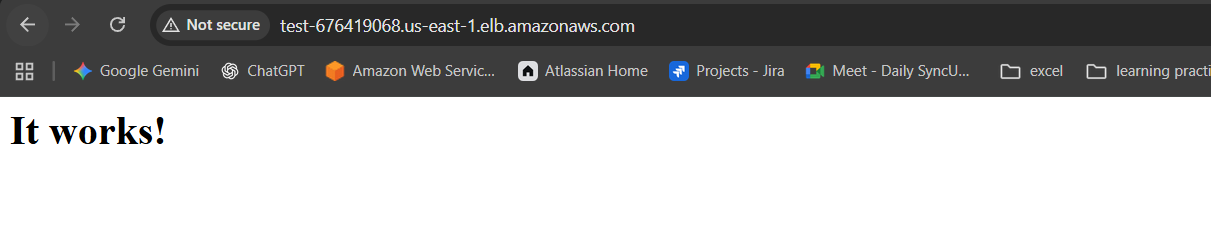 Not secure test-676419068.us-east-1.elb.amazonaws.com
Google Gemini ChatGPT Amazon Web Servic... Atlassian Home Projects - Jira Meet - Daily SyncU... excel learning practi
It works!